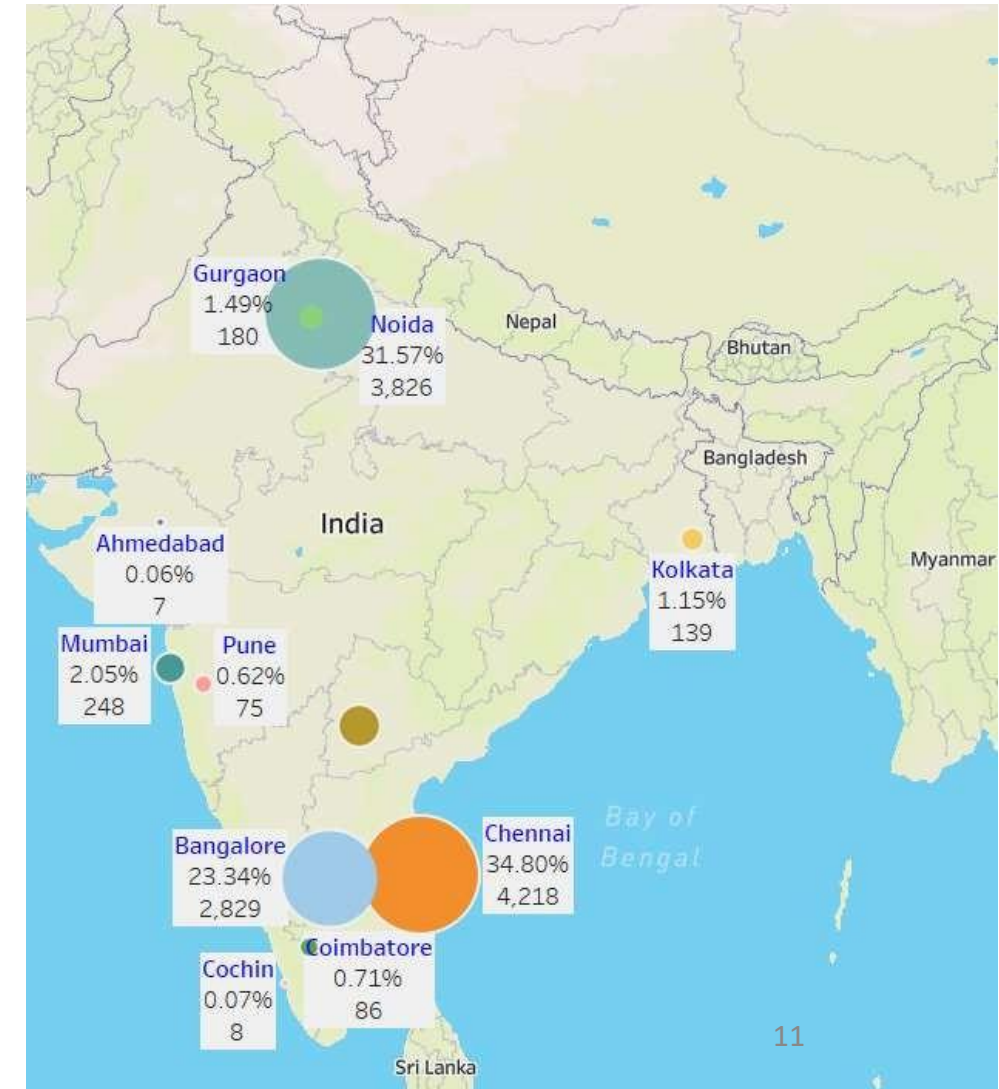 Gurgaon
1.49%
180
Noida
31.57%
3,826
Nepal
Bhutan
Bangladesh
India
Ahmedabad
0.06%
7
Kolkata
1.15%
139
Myanmar
Mumbai
2.05%
248
Pune
0.62%
75
Bay of
Bengal
Bangalore
23.34%
2,829
Chennai
34.80%
4,218
Coimbatore
0.71%
86
Cochin
0.07%
8
11
Sri Lanka